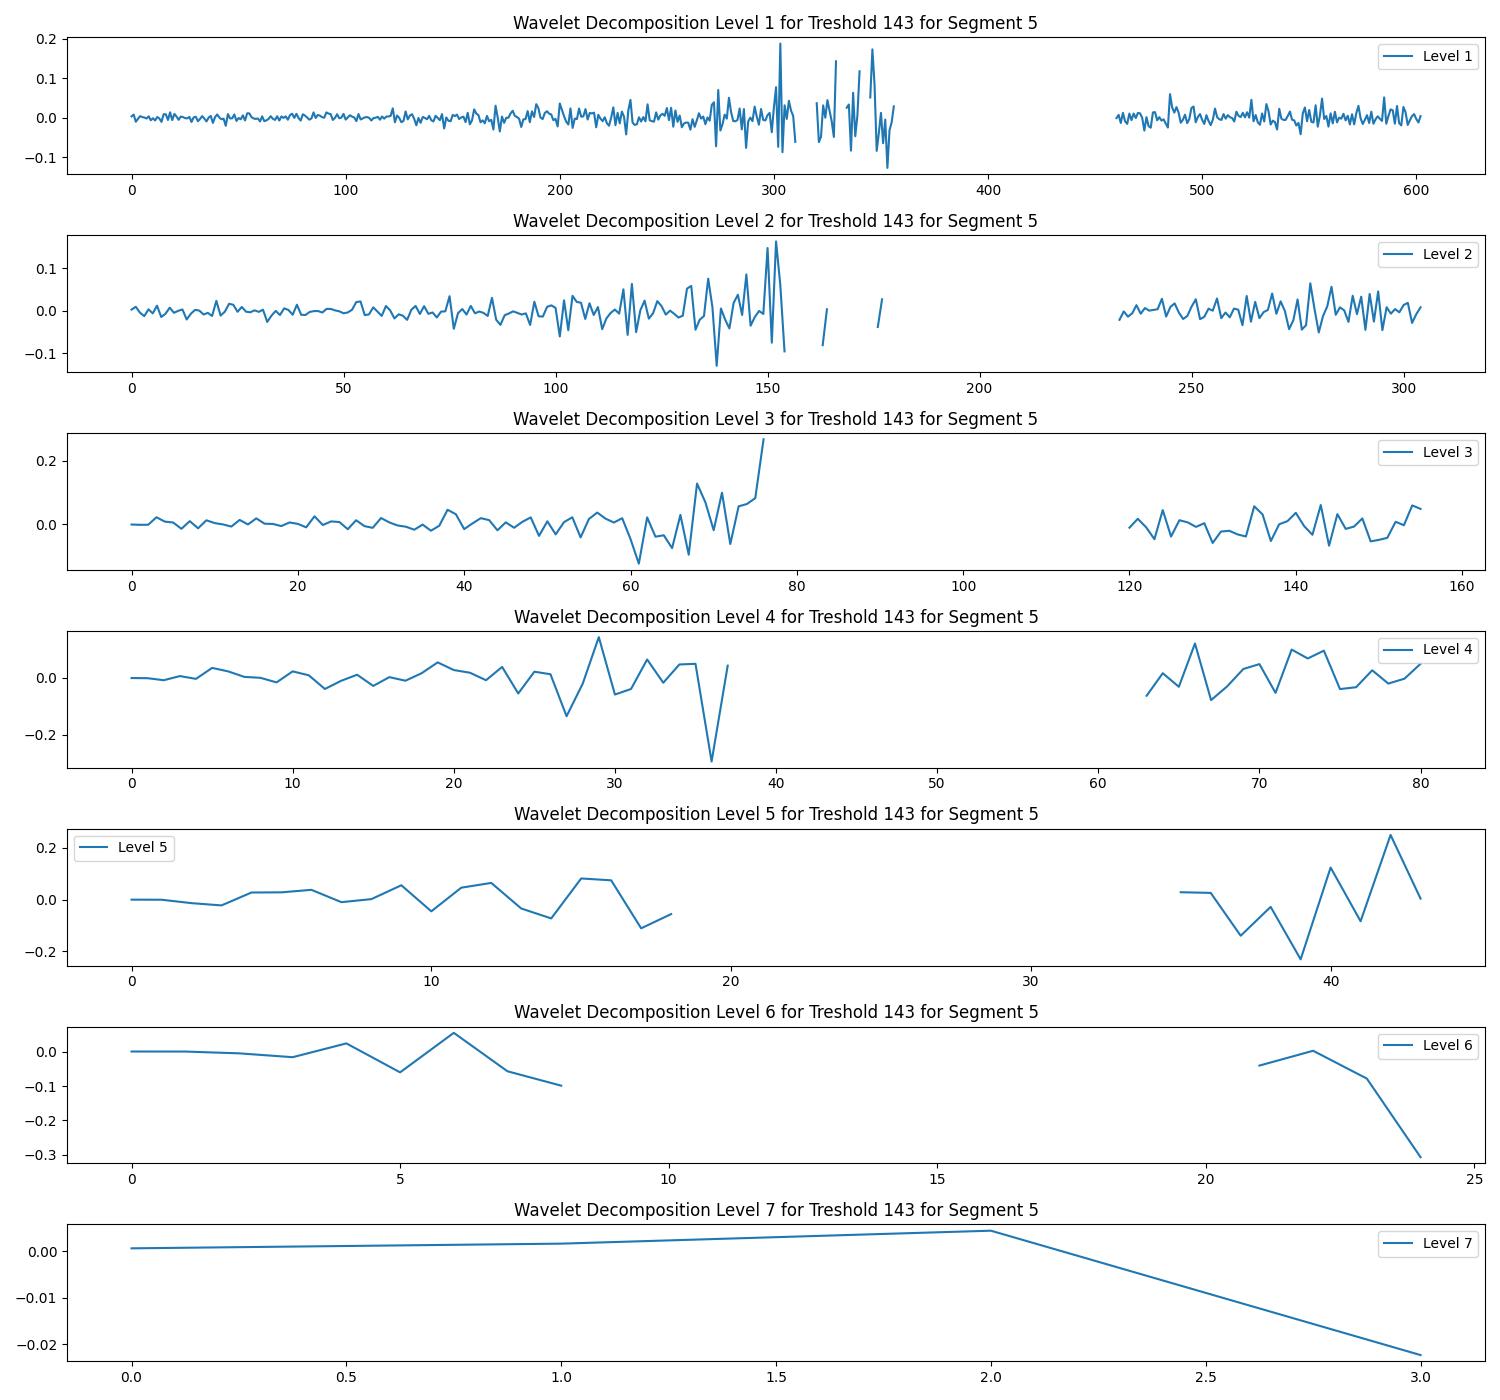 Wavelet Decomposition Level 1 for Treshold 143 for Segment 5
0.2
0.1
0.0
−0.1
Level 1
0 100 200 300 400 500 600
Wavelet Decomposition Level 2 for Treshold 143 for Segment 5
0.1
0.0
−0.1
Level 2
0 50 100 150 200 250 300
Wavelet Decomposition Level 3 for Treshold 143 for Segment 5
0.2
0.0
Level 3
0 20 40 60 80 100 120 140 160
Wavelet Decomposition Level 4 for Treshold 143 for Segment 5
0.0
−0.2
Level 4
0 10 20 30 40 50 60 70 80
Wavelet Decomposition Level 5 for Treshold 143 for Segment 5
0.2
0.0
−0.2
Level 5
0 10 20 30 40
Wavelet Decomposition Level 6 for Treshold 143 for Segment 5
0.0
−0.1
−0.2
−0.3
Level 6
0 5 10 15 20 25
Wavelet Decomposition Level 7 for Treshold 143 for Segment 5
0.00
−0.01
−0.02
Level 7
0.0 0.5 1.0 1.5 2.0 2.5 3.0